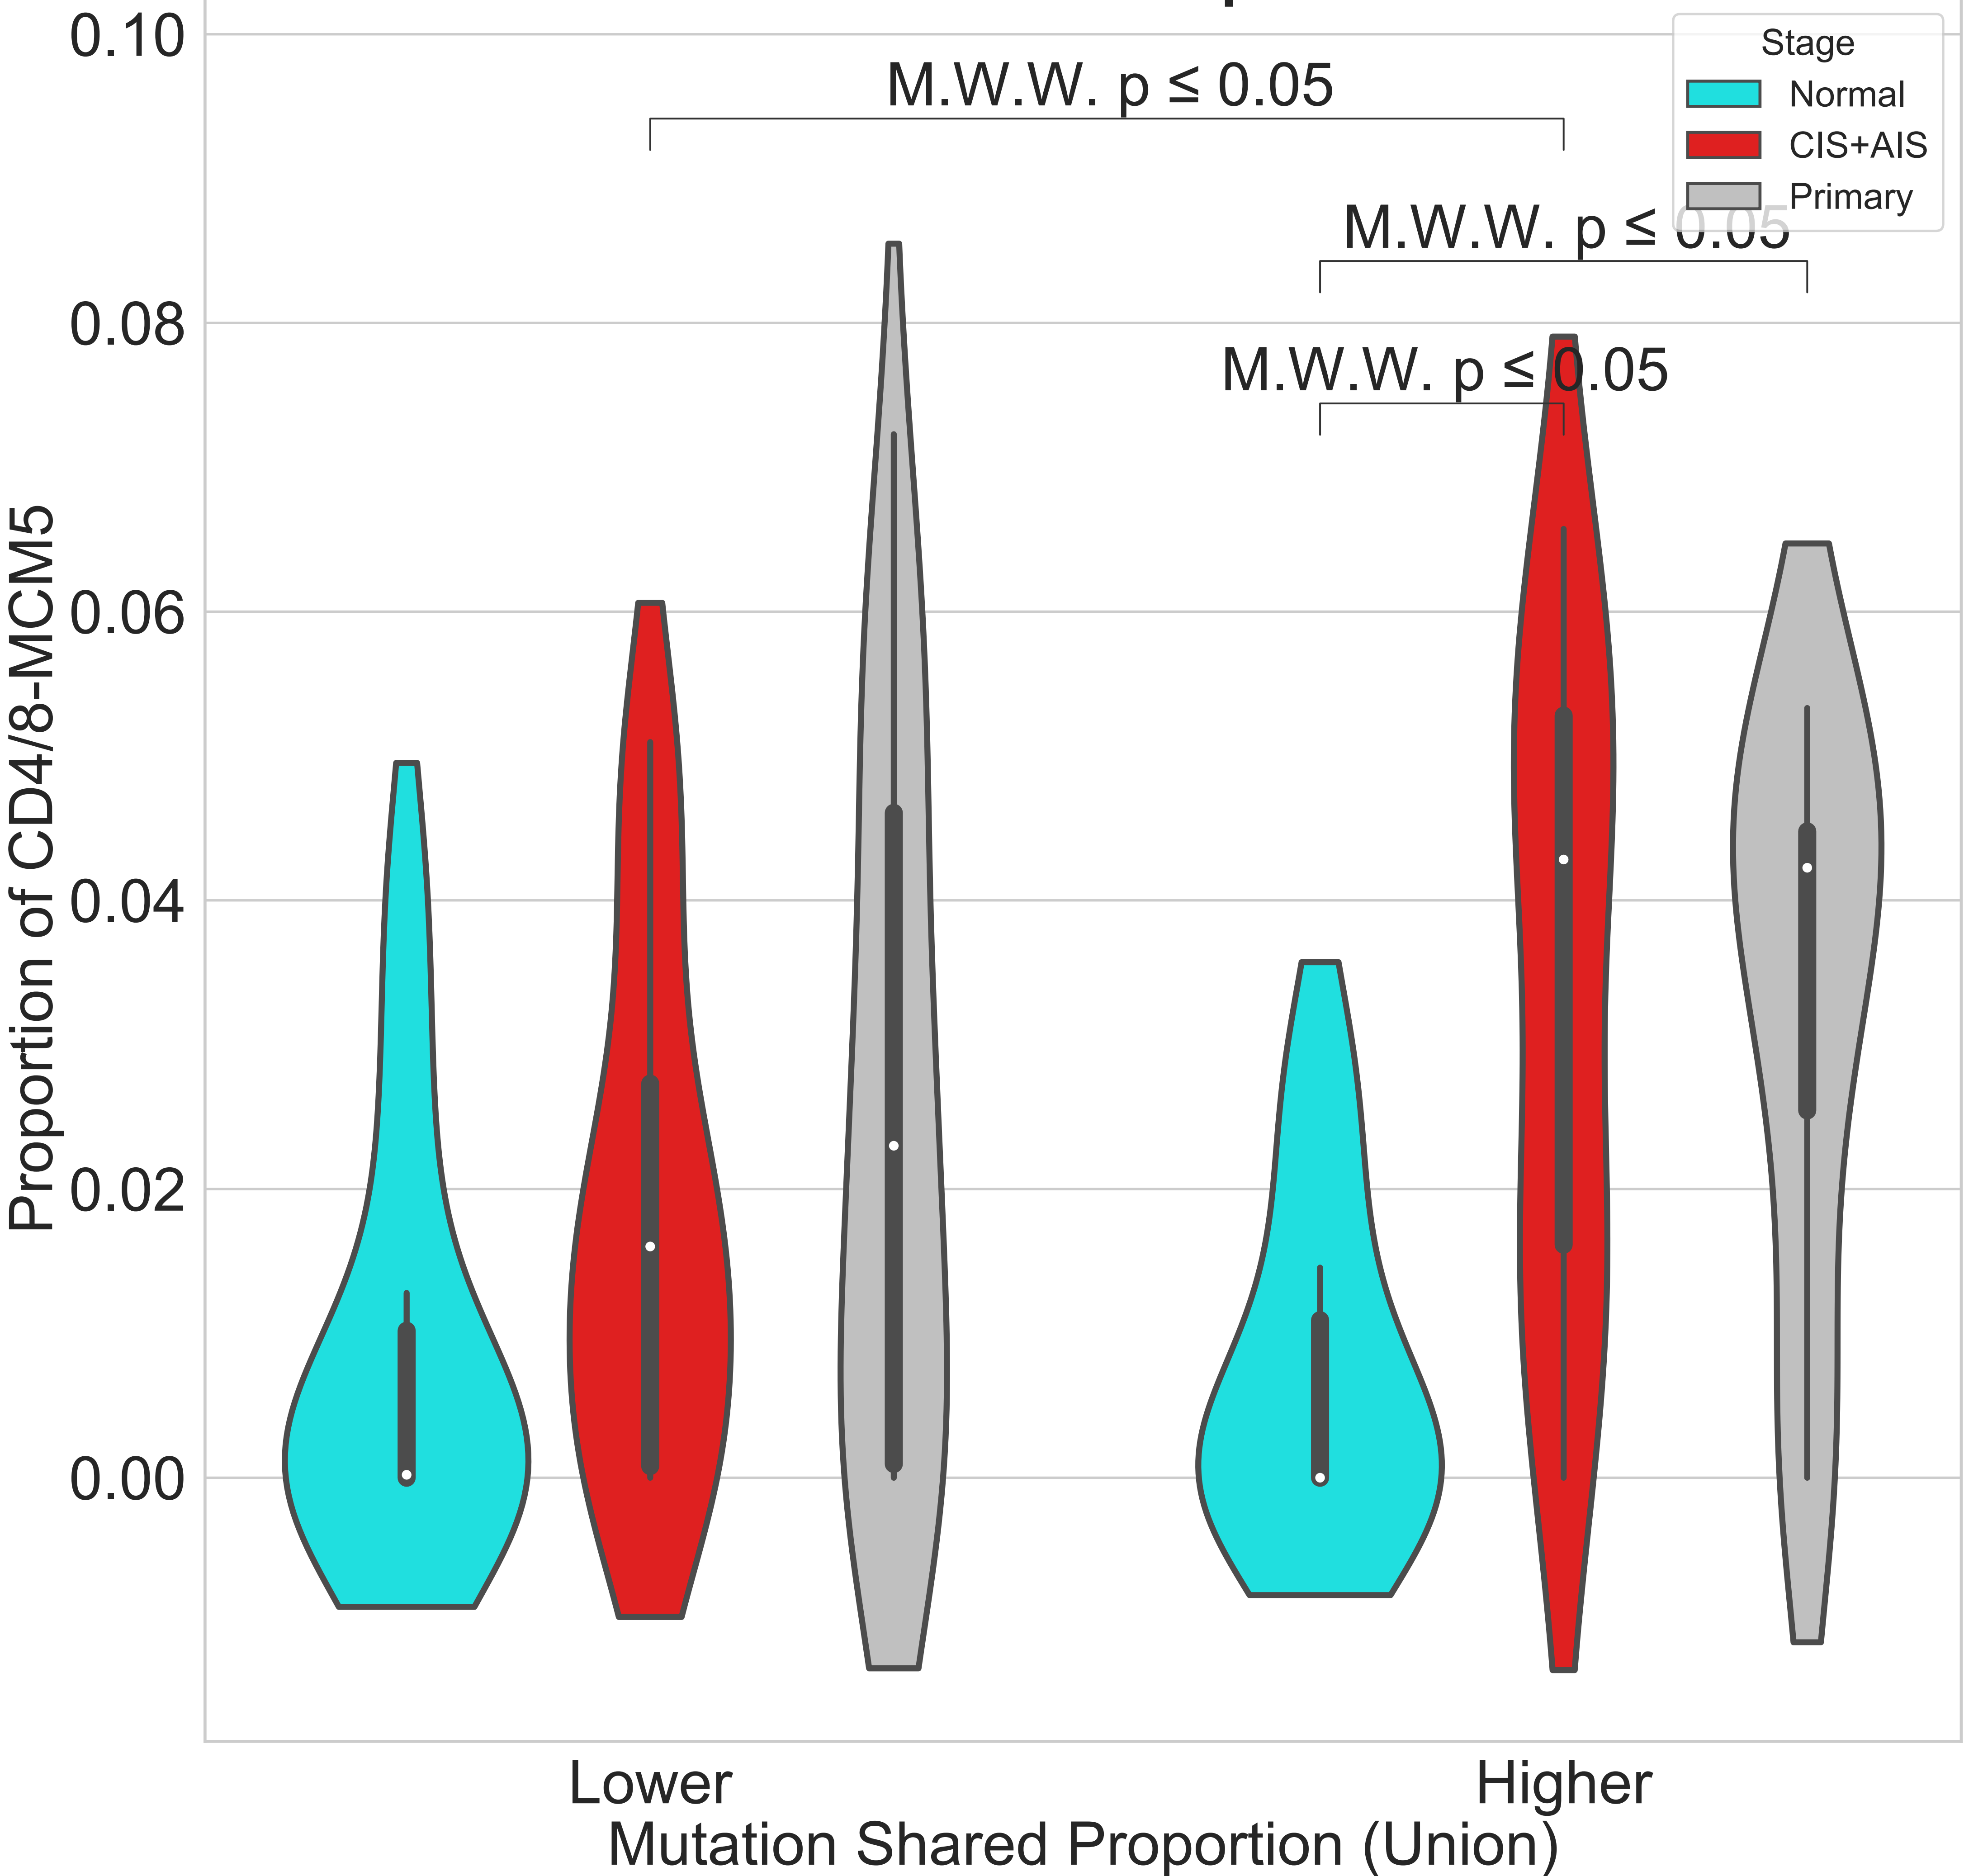 0.10
0.08
0.06
0.04
0.02
0.00
Proportion of CD4/8-MCM5
M.W.W. p ≤ 0.05
M.W.W. p ≤ 0.05
M.W.W. p ≤ 0.05
Stage
Normal
CIS+AIS
Primary
Lower
Higher
Mutation Shared Proportion (Union)